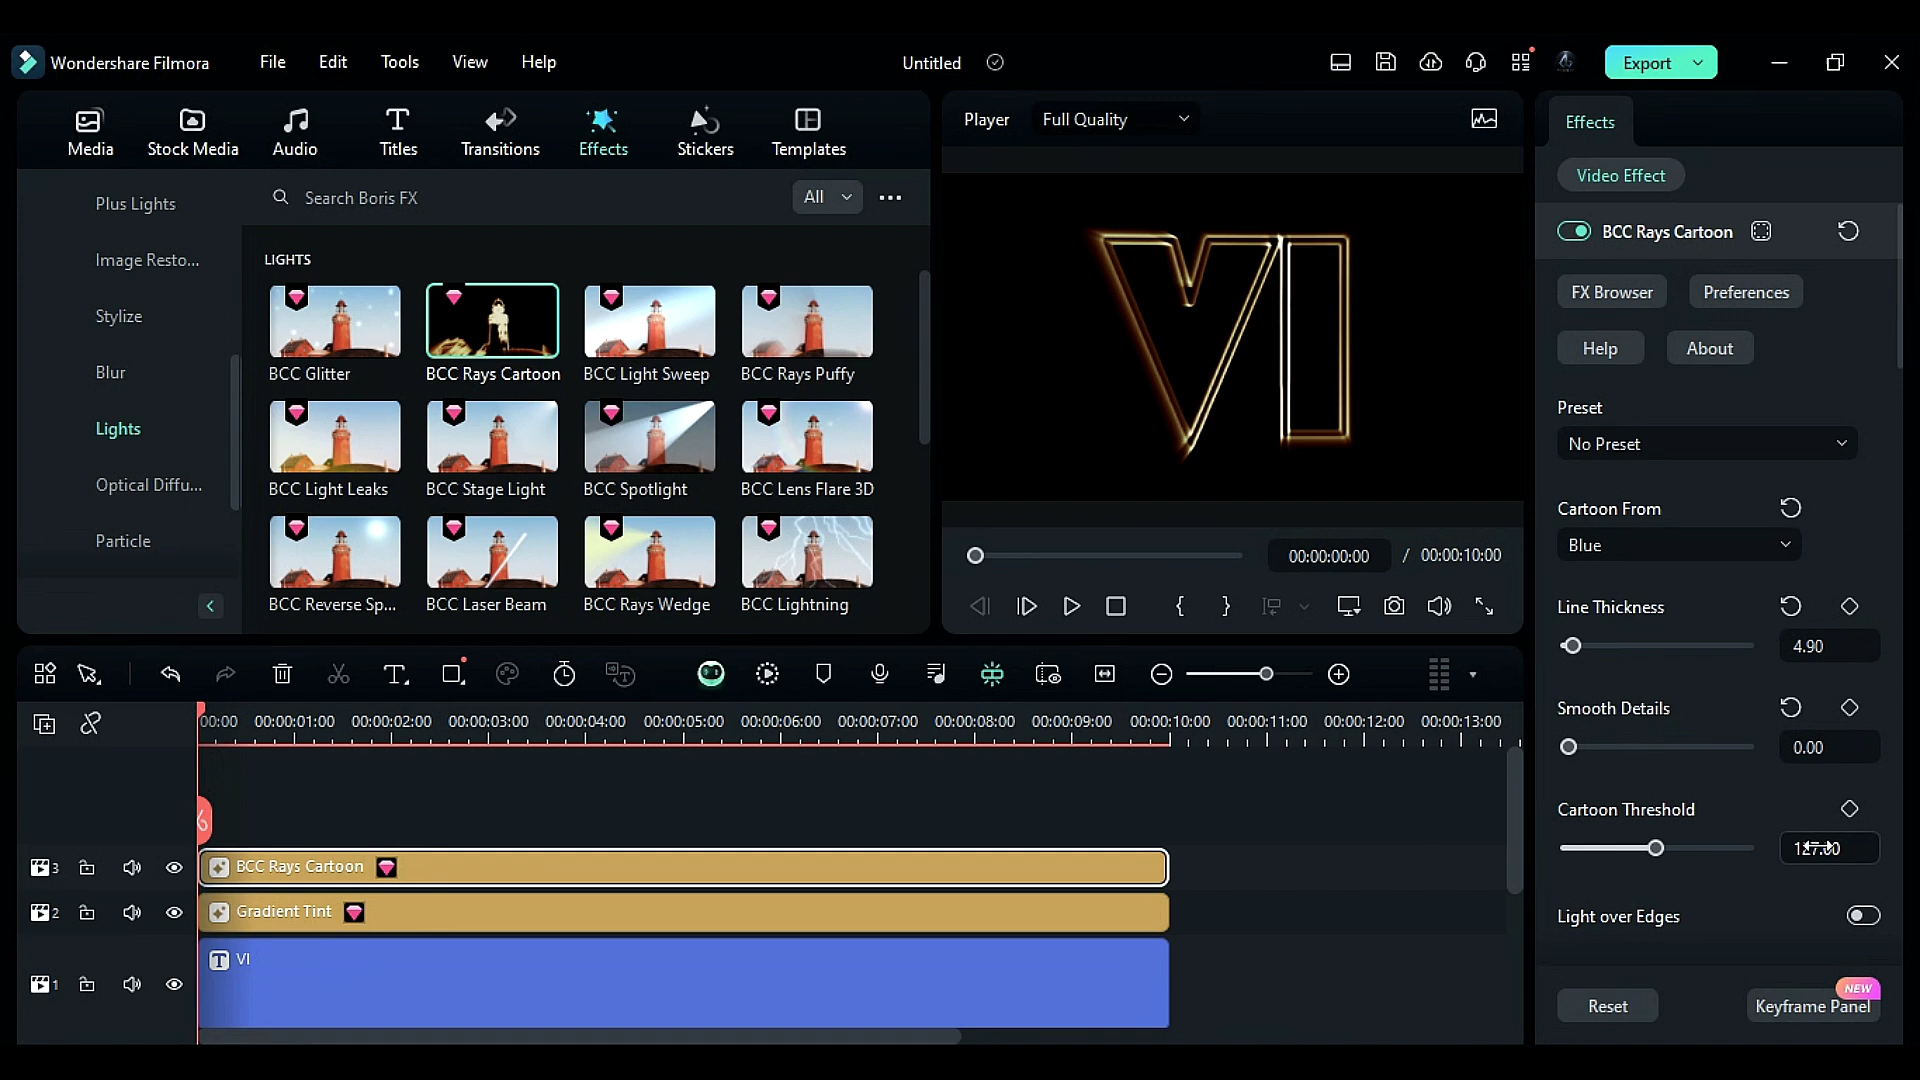 Wondershare Filmora
File
Edit
Tools
View
Help
Untitled
Export
Media
Stock Media
Audio
Titles
Transitions
Effects
Stickers
Templates
Plus Lights
Image Resto...
Stylize
Blur
Lights
Optical Diffu...
Particle
Search Boris FX
All
LIGHTS
BCC Glitter
BCC Rays Cartoon
BCC Light Sweep
BCC Rays Puffy
BCC Light Leaks
BCC Stage Light
BCC Spotlight
BCC Lens Flare 3D
BCC Reverse Sp...
BCC Laser Beam
BCC Rays Wedge
BCC Lightning
Player
Full Quality
VI
00:00:00:00 / 00:00:10:00
Effects
Video Effect
BCC Rays Cartoon
FX Browser
Preferences
Help
About
Preset
No Preset
Cartoon From
Blue
Line Thickness
4.90
Smooth Details
0.00
Cartoon Threshold
Light over Edges
Reset
NEW
Keyframe Panel
00:00 00:00:01:00 00:00:02:00 00:00:03:00 00:00:04:00 00:00:05:00 00:00:06:00 00:00:07:00 00:00:08:00 00:00:09:00 00:00:10:00 00:00:11:00 00:00:12:00 00:00:13:00
3
BCC Rays Cartoon
2
Gradient Tint
1
VI